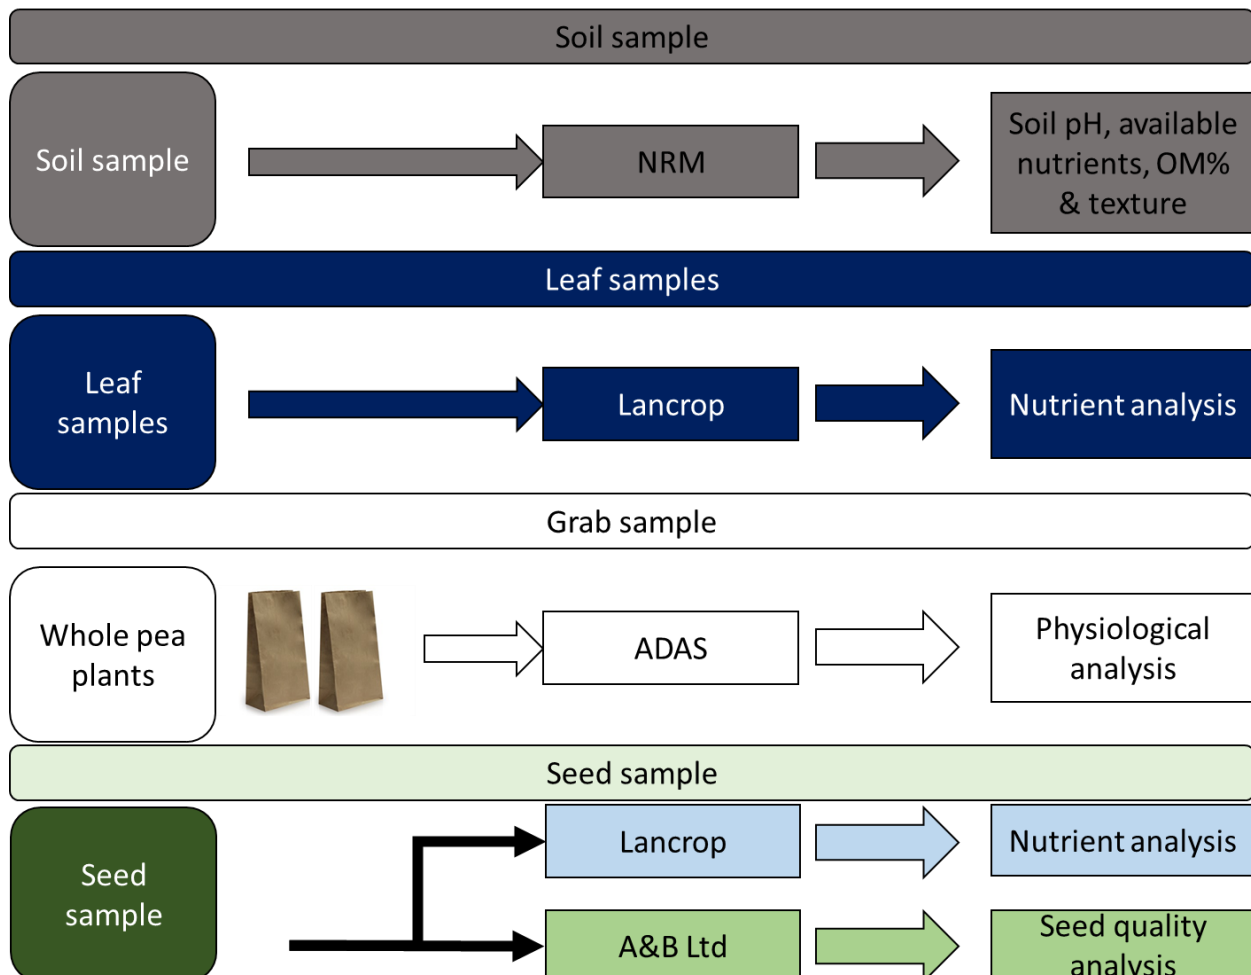 Soil sample
Soil sample
NRM
Soil pH, available
nutrients, OM%
& texture
Leaf samples
Leaf
samples
Lancrop
Nutrient analysis
Grab sample
Whole pea
plants
ADAS
Physiological
analysis
Seed sample
Seed
sample
Lancrop
Nutrient analysis
A&B Ltd
Seed quality
analysis